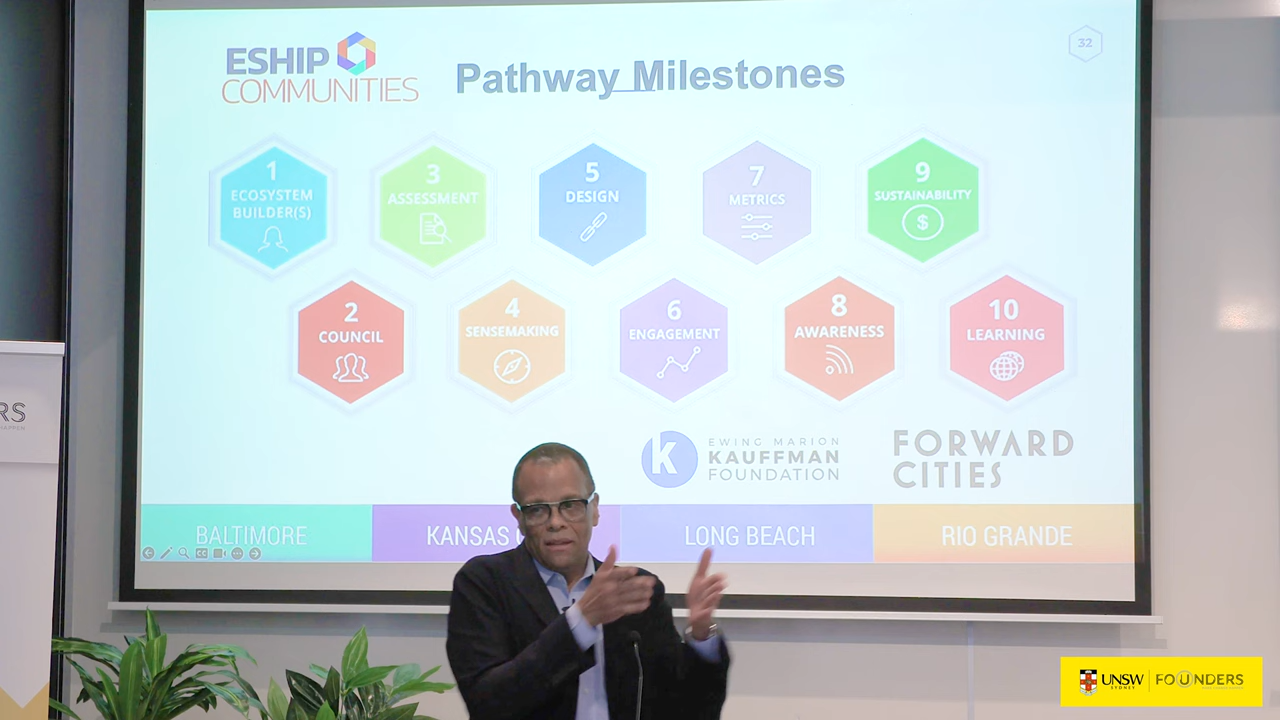 ESHIP
COMMUNITIES
Pathway Milestones
32
1
ECOSYSTEM
BUILDER(S)
3
ASSESSMENT
5
DESIGN
7
METRICS
9
SUSTAINABILITY
$
2
COUNCIL
4
SENSEMAKING
6
ENGAGEMENT
8
AWARENESS
10
LEARNING
RS
K
EWING MARION
KAUFFMAN
FOUNDATION
FORWARD
CITIES
BALTIMORE
KANSAS
LONG BEACH
RIO GRANDE
CC
UNSW
SYDNEY
FOUNDERS